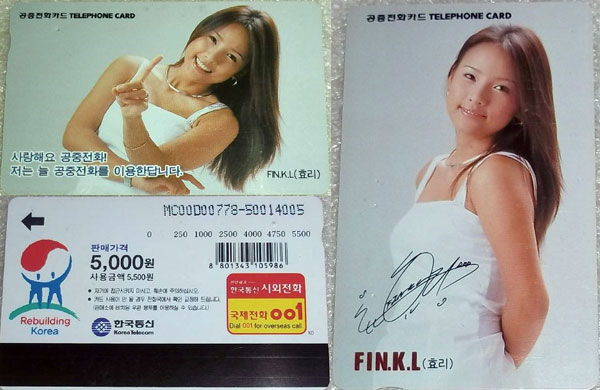 공중전화카드 TELEPHONE CARD
사랑해요 공중전화!
저는 늘 공중전화를 이용한답니다.
FIN.K.L(효리)
MC00D00778-50014005
0 250 1000 2000 4000 4750 5500
판매가격
5,000원
사용금액 5,500원
8 801343 105986
Rebuilding
Korea
한국통신
Korea Telecom
한국통신 시외전화
국제전화 001
Dial 001 for overseas call
공중전화카드 TELEPHONE CARD
FIN.K.L(효리)